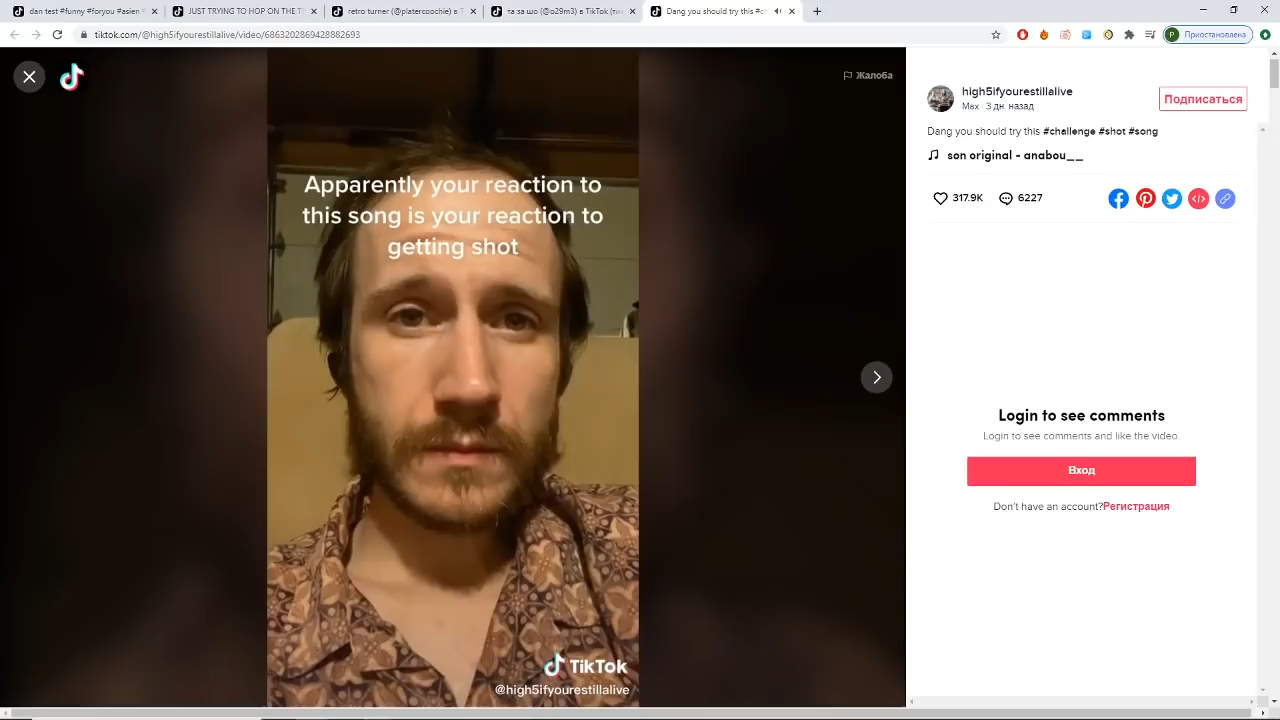 dan test #funny #foryou #asien
JUST TRYING TO HOP ON THE T
retro turner (@platercoochie) в T
та за wo (@s29m3) в TikTok (
Dang you should try this #c
tiktok.com/@high5ifyourestillalive/video/6863202869428882693
P Приостановлена
Жалоба
Apparently your reaction to
this song is your reaction to
getting shot
TikTok
@high5ifyourestillalive
high5ifyourestillalive
Max · 3 дн. назад
Подписаться
Dang you should try this #challenge #shot #song
son original - anabou__
317.9K
6227
Login to see comments
Login to see comments and like the video.
Вход
Don't have an account?Регистрация